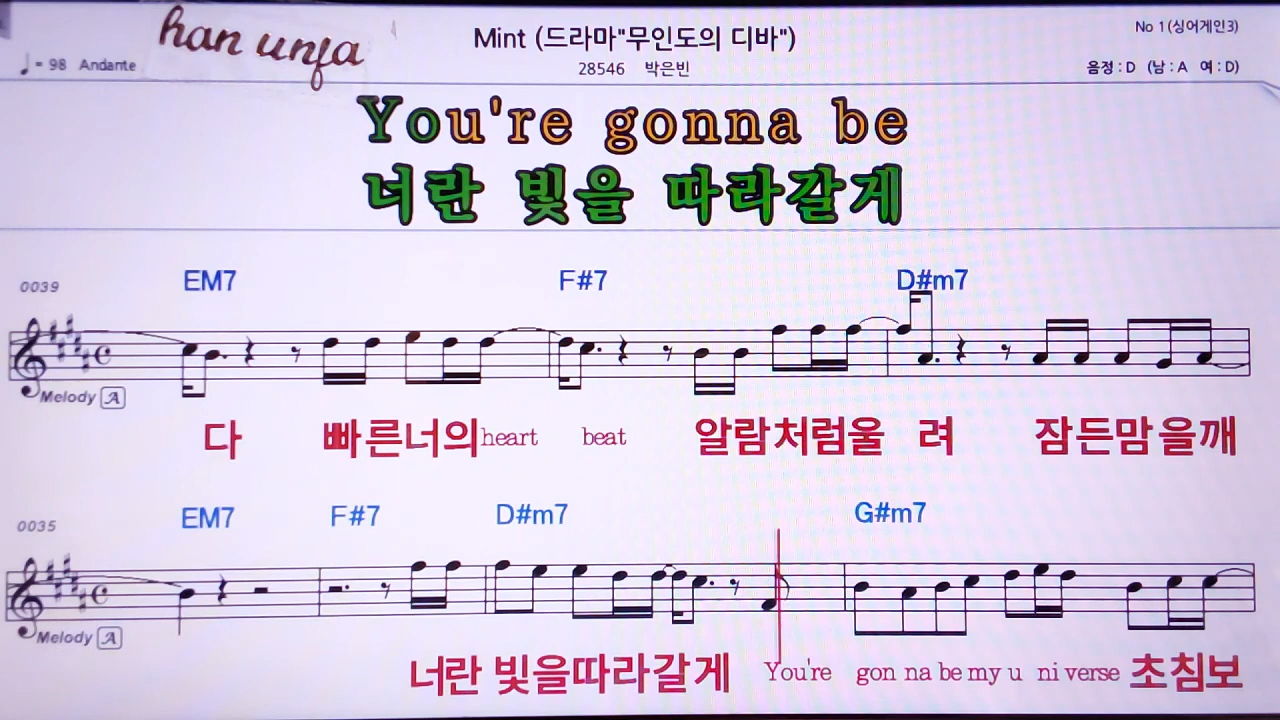 han unfa
Mint (드라마"무인도의 디바")
No 1(싱어게인3)
♩= 98 Andante
28546 박은빈
음정 : D (남 : A 여 : D)
You're gonna be
너란 빛을 따라갈게
0039 EM7 F#7 D#m7
Melody A
다 빠른너의heart beat 알람처럼울 려 잠든맘을깨
0035 EM7 F#7 D#m7 G#m7
Melody A
너란 빛을따라갈게 You're gon na be my u ni verse 초침보